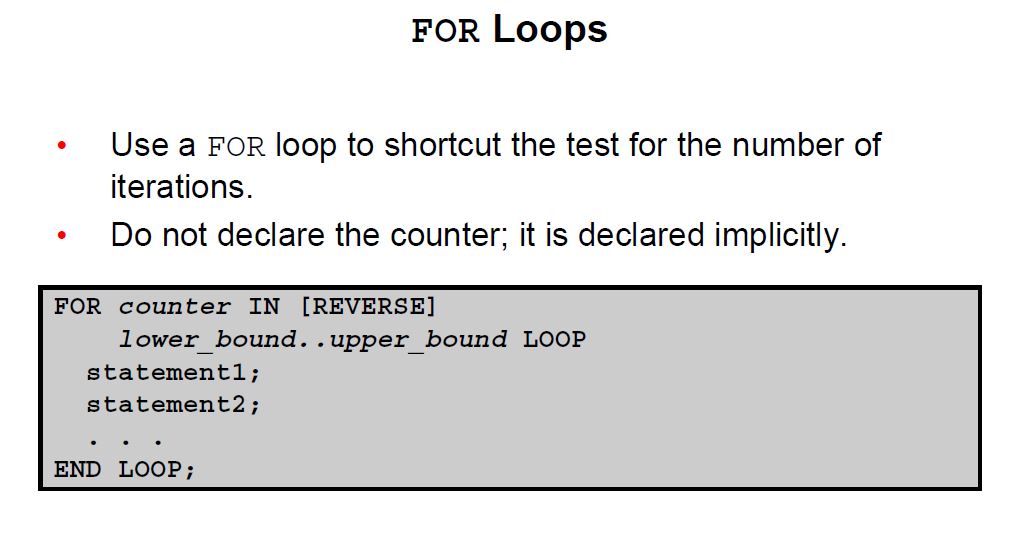 FOR Loops
• Use a FOR loop to shortcut the test for the number of
iterations.
• Do not declare the counter; it is declared implicitly.
FOR counter IN [REVERSE]
lower_bound..upper_bound LOOP
statement1;
statement2;
. . .
END LOOP;